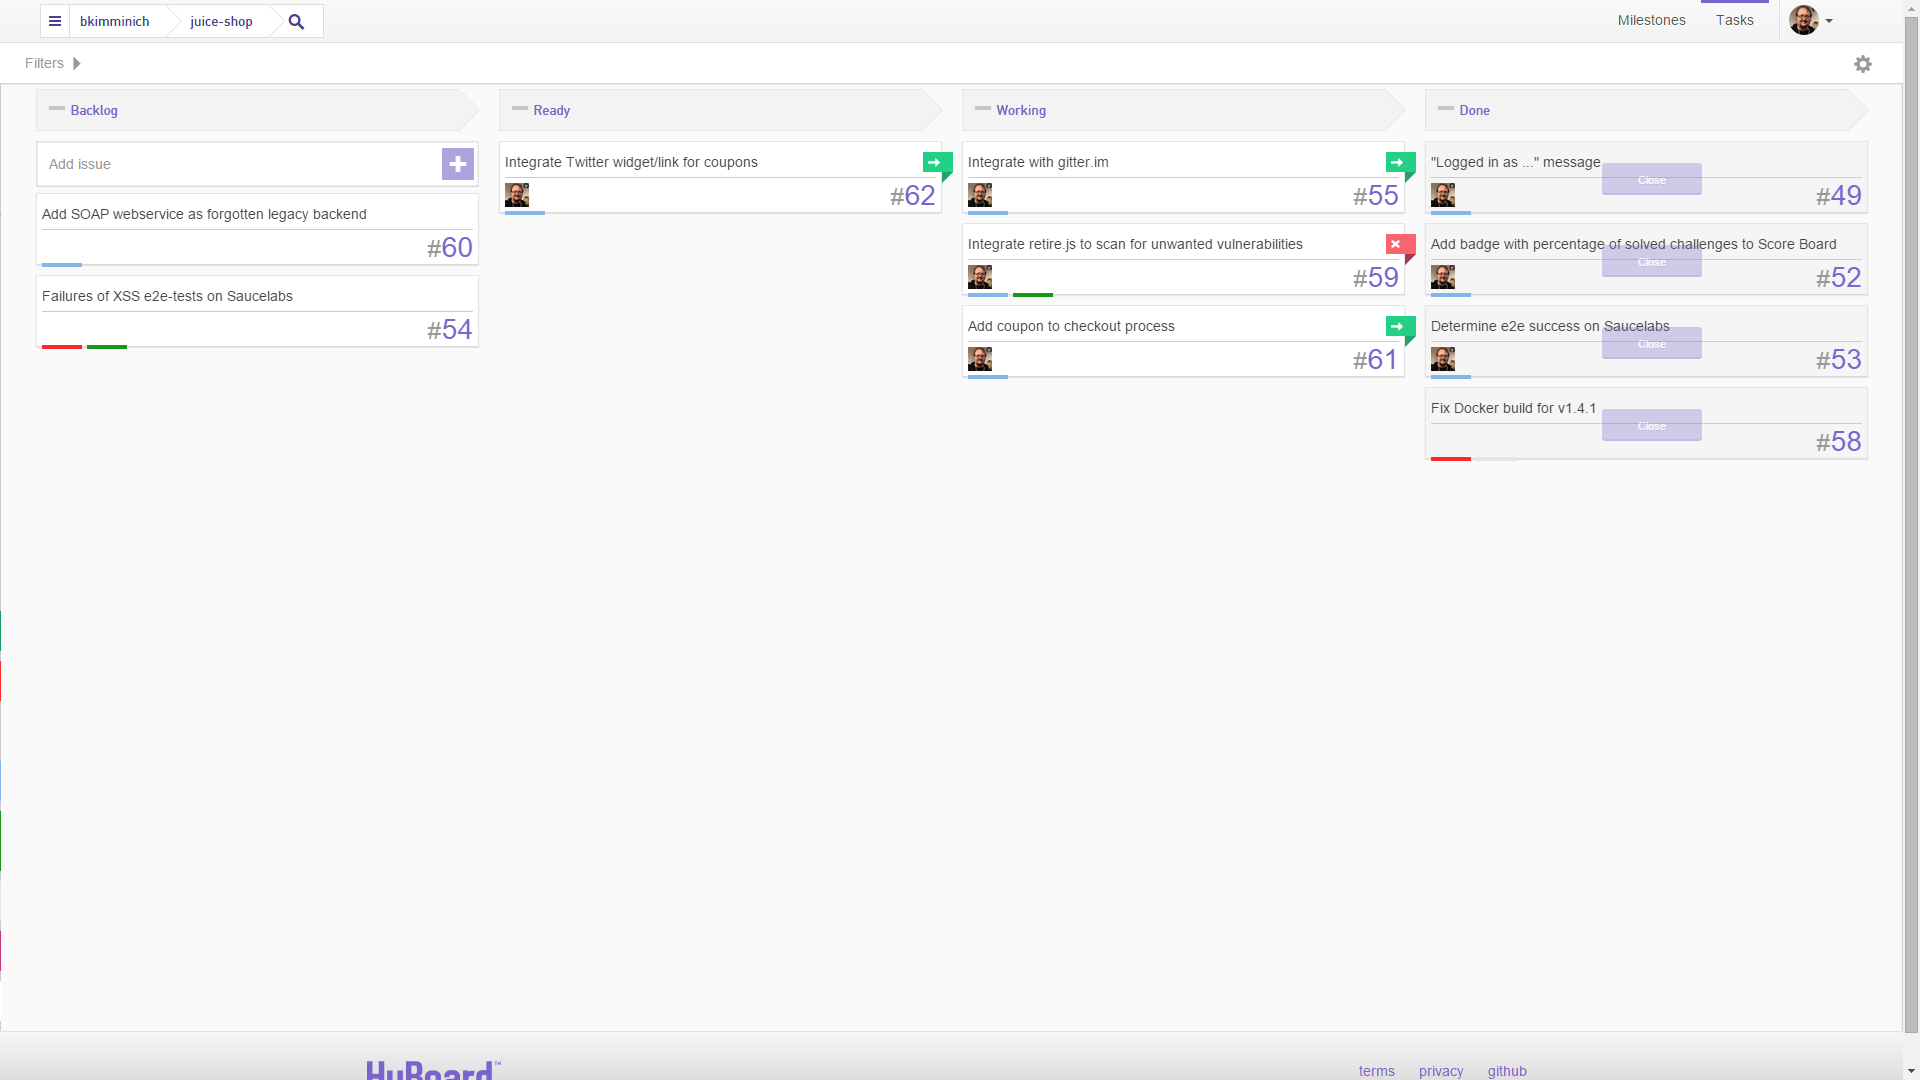 bkimminich
juice-shop
Milestones
Tasks
Filters
Backlog
Add issue
Add SOAP webservice as forgotten legacy backend
#60
Failures of XSS e2e-tests on Saucelabs
#54
Ready
Integrate Twitter widget/link for coupons
#62
Working
Integrate with gitter.im
#55
Integrate retire.js to scan for unwanted vulnerabilities
#59
Add coupon to checkout process
#61
Done
"Logged in as ..." message
Close
#49
Add badge with percentage of solved challenges to Score Board
Close
#52
Determine e2e success on Saucelabs
Close
#53
Fix Docker build for v1.4.1
Close
#58
HuBoard™
terms
privacy
github